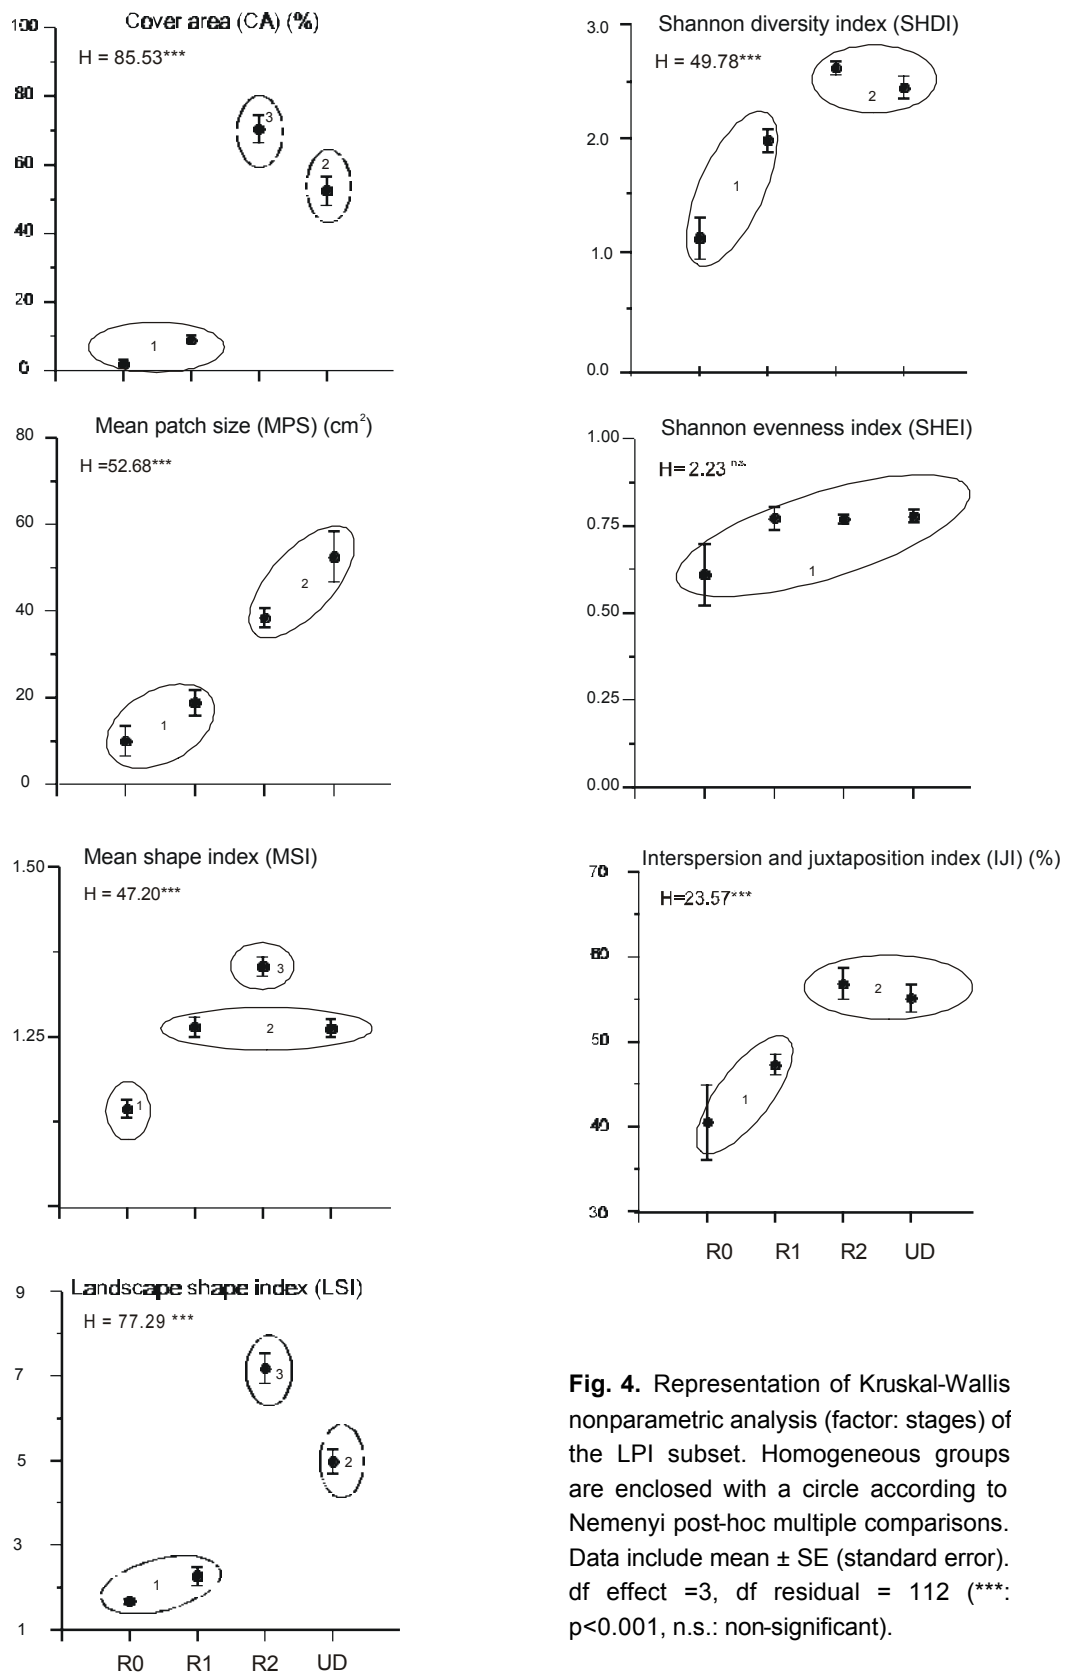 Cover area (CA) (%)
H = 85.53***
100
80
60
40
20
0
3
2
1
Mean patch size (MPS) (cm²)
H =52.68***
80
60
40
20
0
2
1
Mean shape index (MSI)
H = 47.20***
1.50
1.25
3
2
1
Landscape shape index (LSI)
H = 77.29 ***
9
7
5
3
1
3
2
1
R0 R1 R2 UD
Shannon diversity index (SHDI)
H = 49.78***
3.0
2.0
1.0
0.0
2
1
Shannon evenness index (SHEI)
H= 2.23 n.s.
1.00
0.75
0.50
0.25
0.00
1
Interspersion and juxtaposition index (IJI) (%)
H=23.57***
70
60
50
40
30
2
1
R0 R1 R2 UD
Fig. 4. Representation of Kruskal-Wallis
nonparametric analysis (factor: stages) of
the LPI subset. Homogeneous groups
are enclosed with a circle according to
Nemenyi post-hoc multiple comparisons.
Data include mean ± SE (standard error).
df effect =3, df residual = 112 (***:
p<0.001, n.s.: non-significant).